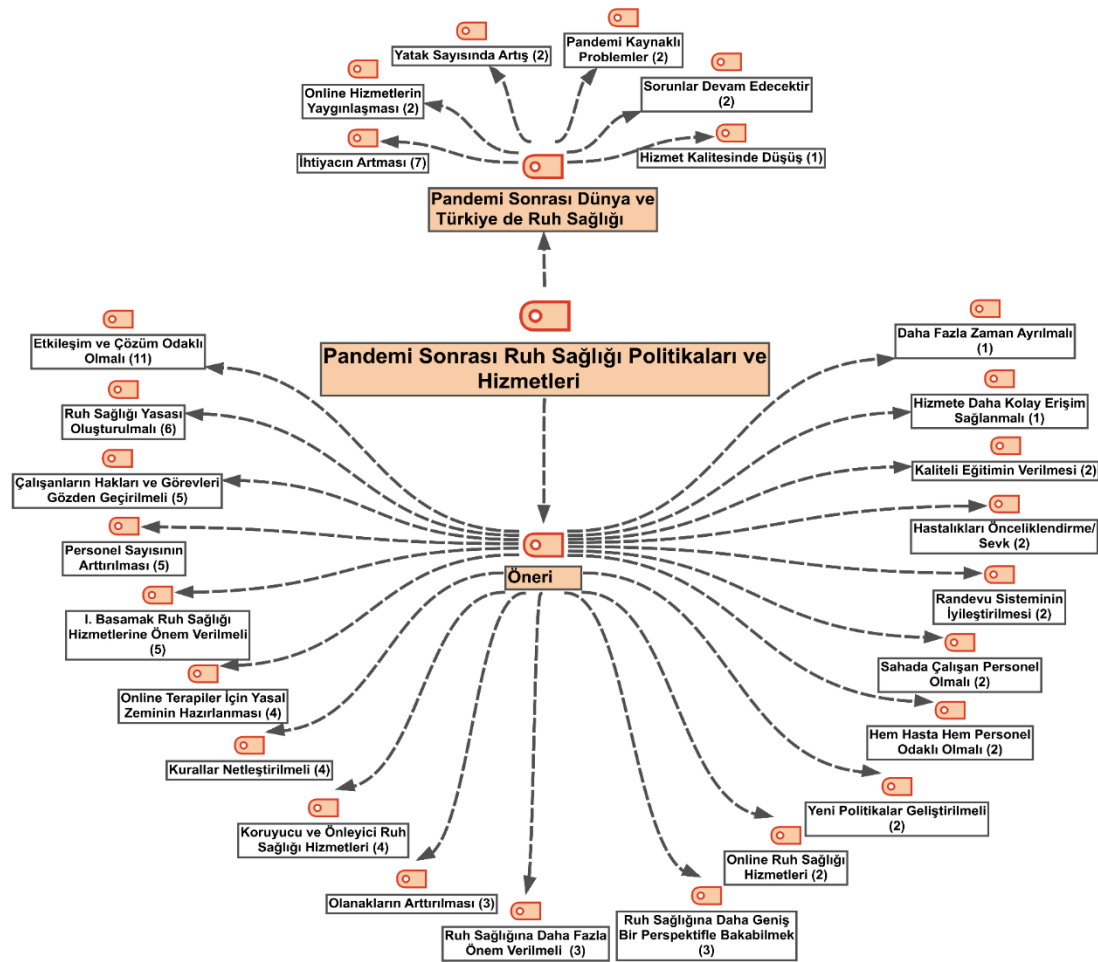 Yatak Sayısında Artış (2)
Pandemi Kaynaklı
Problemler (2)
Online Hizmetlerin
Yaygınlaşması (2)
Sorunlar Devam Edecektir
(2)
İhtiyacın Artması (7)
Hizmet Kalitesinde Düşüş (1)
Pandemi Sonrası Dünya ve
Türkiye de Ruh Sağlığı
Pandemi Sonrası Ruh Sağlığı Politikaları ve
Hizmetleri
Öneri
Etkileşim ve Çözüm Odaklı
Olmalı (11)
Ruh Sağlığı Yasası
Oluşturulmalı (6)
Çalışanların Hakları ve Görevleri
Gözden Geçirilmeli (5)
Personel Sayısının
Arttırılması (5)
I. Basamak Ruh Sağlığı
Hizmetlerine Önem Verilmeli
(5)
Online Terapiler İçin Yasal
Zeminin Hazırlanması (4)
Kurallar Netleştirilmeli (4)
Koruyucu ve Önleyici Ruh
Sağlığı Hizmetleri (4)
Olanakların Arttırılması (3)
Ruh Sağlığına Daha Fazla
Önem Verilmeli (3)
Ruh Sağlığına Daha Geniş
Bir Perspektifle Bakabilmek
(3)
Online Ruh Sağlığı
Hizmetleri (2)
Yeni Politikalar Geliştirilmeli
(2)
Hem Hasta Hem Personel
Odaklı Olmalı (2)
Sahada Çalışan Personel
Olmalı (2)
Randevu Sisteminin
İyileştirilmesi (2)
Hastalıkları Önceliklendirme/
Sevk (2)
Kaliteli Eğitimin Verilmesi (2)
Hizmete Daha Kolay Erişim
Sağlanmalı (1)
Daha Fazla Zaman Ayrılmalı
(1)